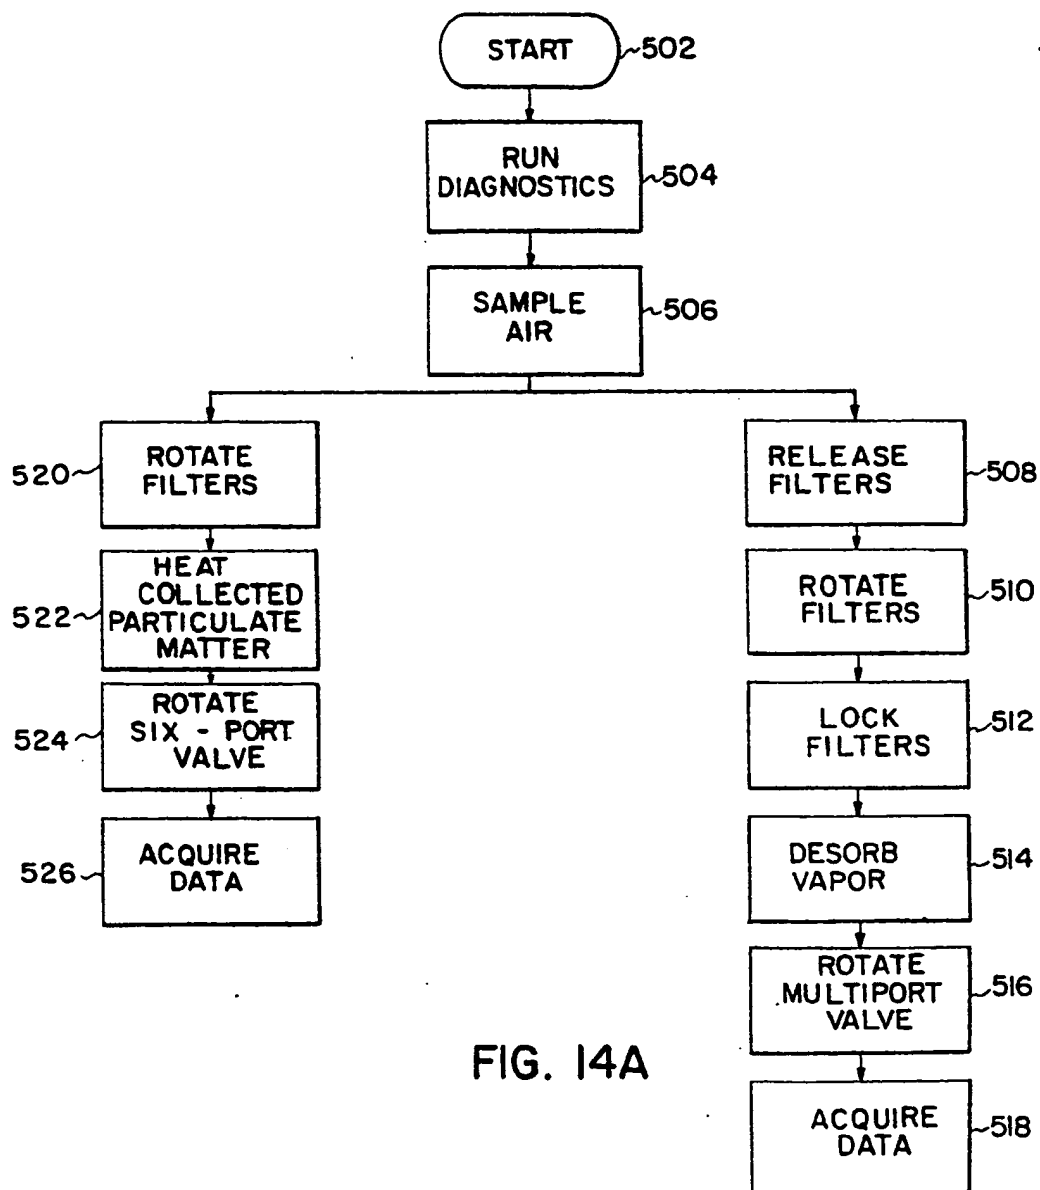 START
502
RUN
DIAGNOSTICS
504
SAMPLE
AIR
506
ROTATE
FILTERS
520
HEAT
COLLECTED
PARTICULATE
MATTER
522
ROTATE
SIX - PORT
VALVE
524
ACQUIRE
DATA
526
RELEASE
FILTERS
508
ROTATE
FILTERS
510
LOCK
FILTERS
512
DESORB
VAPOR
514
ROTATE
MULTIPORT
VALVE
516
ACQUIRE
DATA
518
FIG. 14A